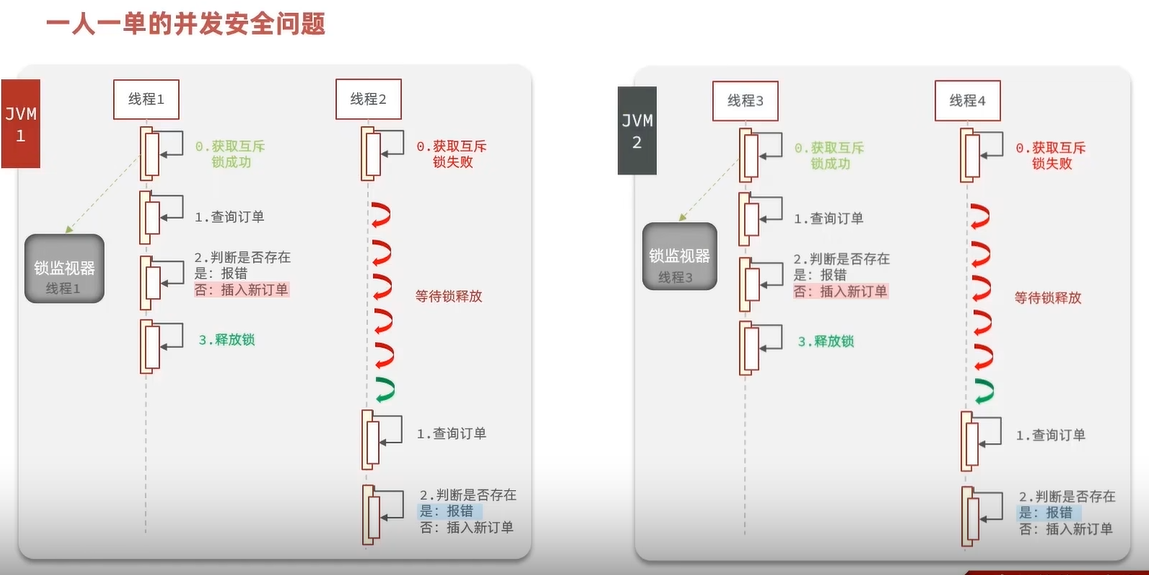 一人一单的并发安全问题
JVM
1
线程1
线程2
0.获取互斥
锁成功
0.获取互斥
锁失败
1.查询订单
锁监视器
线程1
2.判断是否存在
是：报错
否：插入新订单
等待锁释放
3.释放锁
1.查询订单
2.判断是否存在
是：报错
否：插入新订单
JVM
2
线程3
线程4
0.获取互斥
锁成功
0.获取互斥
锁失败
1.查询订单
锁监视器
线程3
2.判断是否存在
是：报错
否：插入新订单
等待锁释放
3.释放锁
1.查询订单
2.判断是否存在
是：报错
否：插入新订单